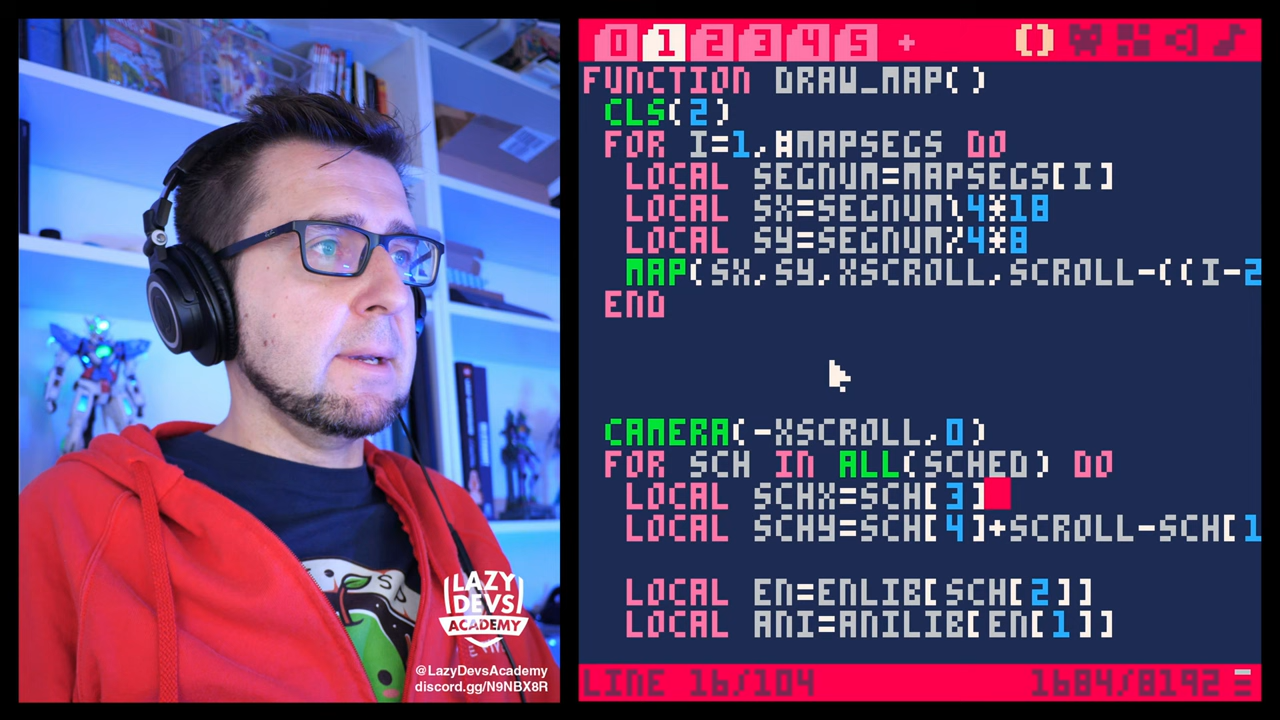 LAZY
DEVS
ACADEMY
@LazyDevsAcademy
discord.gg/N9NBX8R
0 1 2 3 4 5 + ()
FUNCTION DRAW_MAP()
CLS(2)
FOR I=1,#MAPSEGS DO
LOCAL SEGNUM=MAPSEGS[I]
LOCAL SX=SEGNUM\4*18
LOCAL SY=SEGNUM%4*8
MAP(SX,SY,XSCROLL,SCROLL-((I-2
END
CAMERA(-XSCROLL,0)
FOR SCH IN ALL(SCHED) DO
LOCAL SCHX=SCH[3]
LOCAL SCHY=SCH[4]+SCROLL-SCH[1
LOCAL EN=ENLIB[SCH[2]]
LOCAL ANI=ANILIB[EN[1]]
LINE 16/104
1684/8192